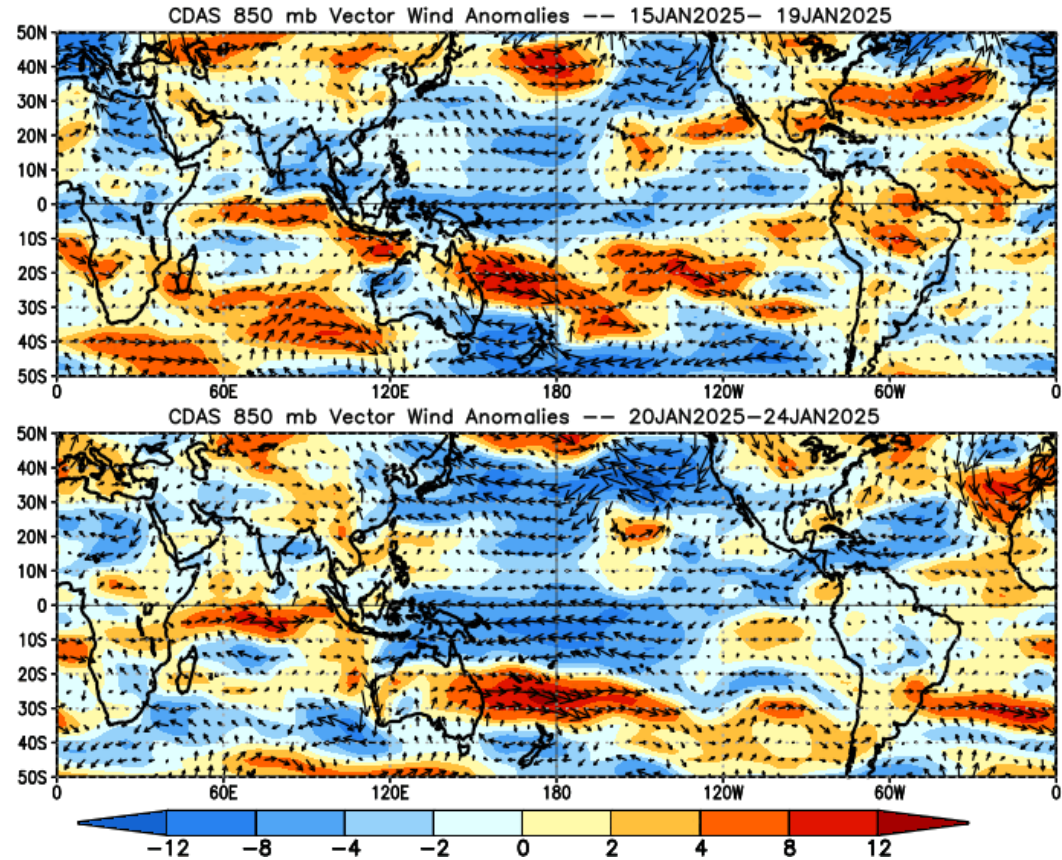 CDAS 850 mb Vector Wind Anomalies -- 15JAN2025- 19JAN2025
50N
40N
30N
20N
10N
0
10S
20S
30S
40S
50S
0 60E 120E 180 120W 60W 0
CDAS 850 mb Vector Wind Anomalies -- 20JAN2025-24JAN2025
50N
40N
30N
20N
10N
0
10S
20S
30S
40S
50S
0 60E 120E 180 120W 60W 0
-12 -8 -4 -2 0 2 4 8 12